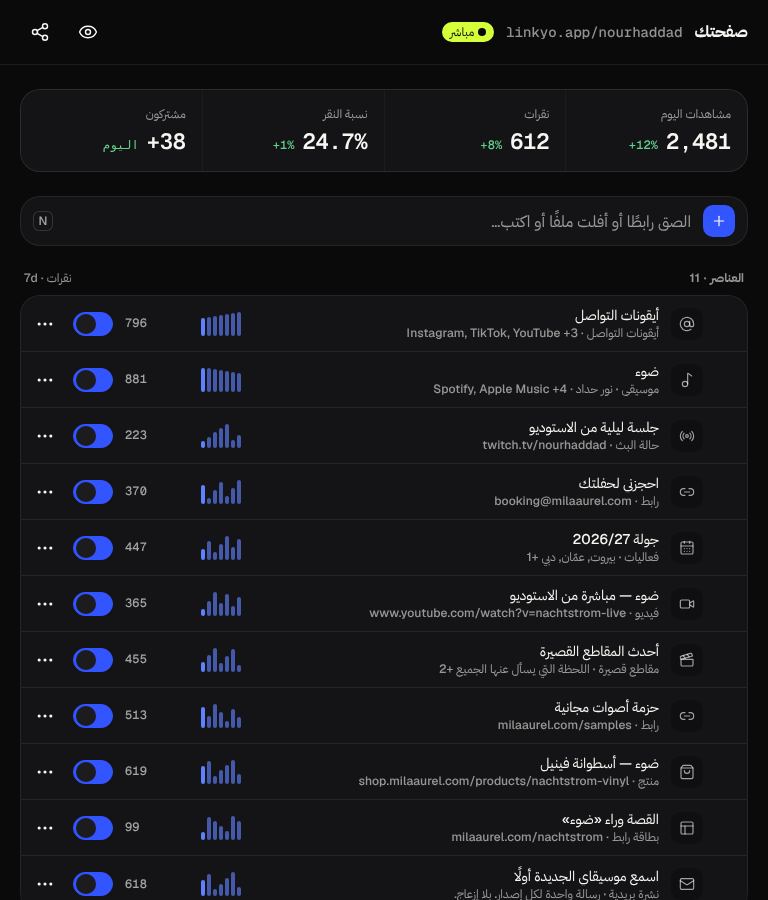 صفحتك
linkyo.app/nourhaddad
مباشر
مشاهدات اليوم
2,481 +12%
نقرات
612 +8%
نسبة النقر
24.7% +1%
مشتركون
+38 اليوم
+ الصق رابطًا أو أفلت ملفًا أو اكتب… N
العناصر · 11
نقرات · 7d
أيقونات التواصل
أيقونات التواصل · Instagram, TikTok, YouTube +3
796
ضوء
موسيقى · نور حداد · Spotify, Apple Music +4
881
جلسة ليلية من الاستوديو
حالة البث · twitch.tv/nourhaddad
223
احجزني لحفلتك
رابط · booking@milaaurel.com
370
جولة 2026/27
فعاليات · بيروت, عمّان, دبي +1
447
ضوء — مباشرة من الاستوديو
فيديو · www.youtube.com/watch?v=nachtstrom-live
365
أحدث المقاطع القصيرة
مقاطع قصيرة · اللحظة التي يسأل عنها الجميع +2
455
حزمة أصوات مجانية
رابط · milaaurel.com/samples
513
ضوء — أسطوانة فينيل
منتج · shop.milaaurel.com/products/nachtstrom-vinyl
619
القصة وراء «ضوء»
بطاقة رابط · milaaurel.com/nachtstrom
99
اسمع موسيقاي الجديدة أولًا
نشرة بريدية · رسالة واحدة لكل إصدار. بلا إزعاج.
618